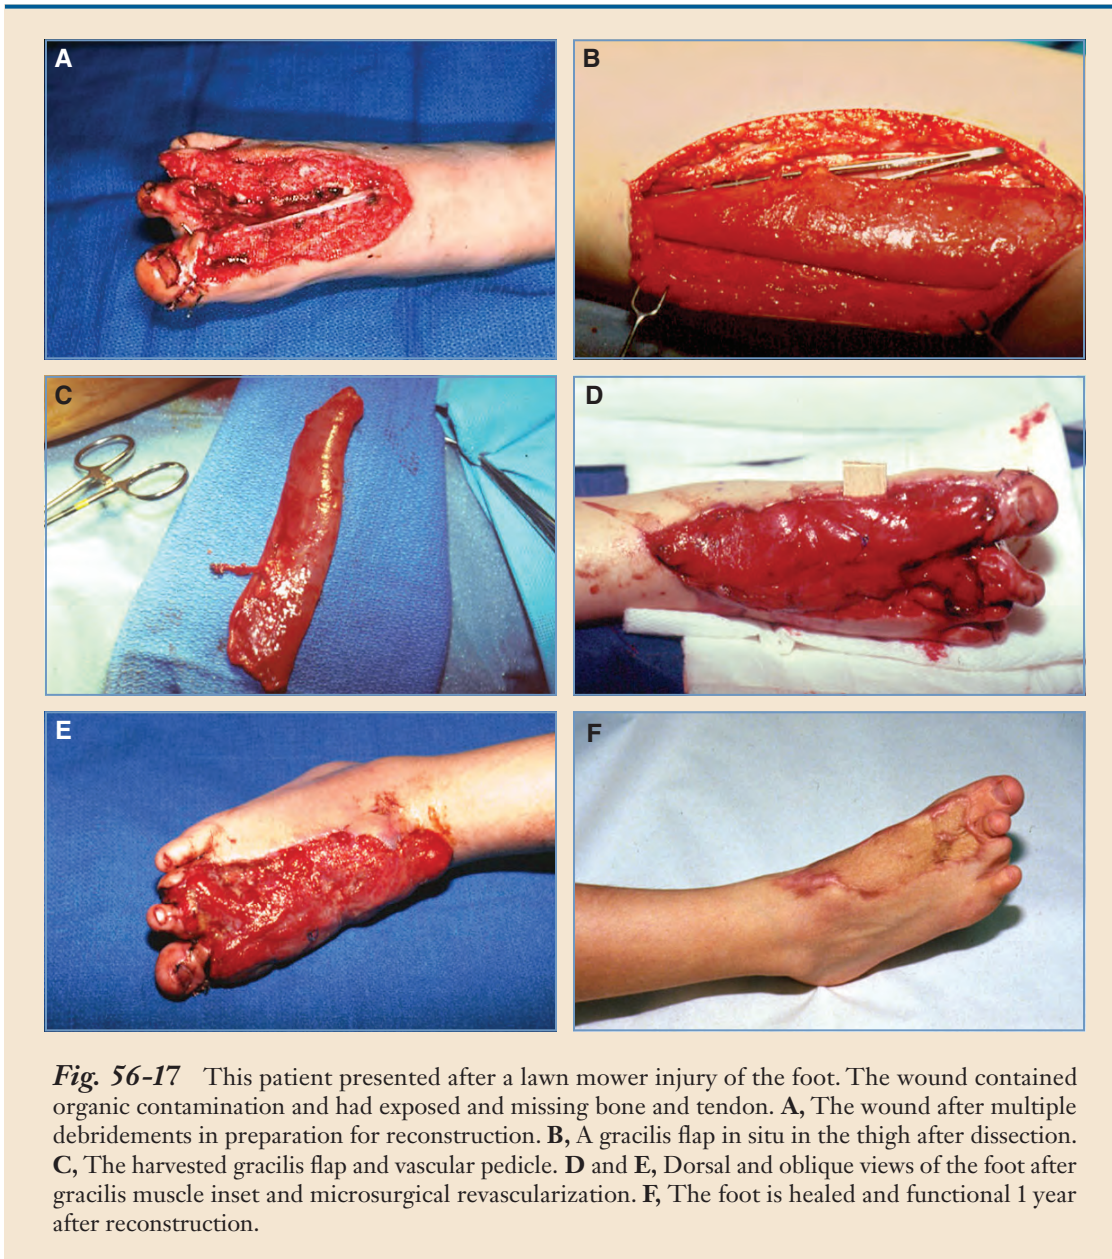 A
B
C
D
E
F
Fig. 56-17 This patient presented after a lawn mower injury of the foot. The wound contained
organic contamination and had exposed and missing bone and tendon. A, The wound after multiple
debridements in preparation for reconstruction. B, A gracilis flap in situ in the thigh after dissection.
C, The harvested gracilis flap and vascular pedicle. D and E, Dorsal and oblique views of the foot after
gracilis muscle inset and microsurgical revascularization. F, The foot is healed and functional 1 year
after reconstruction.